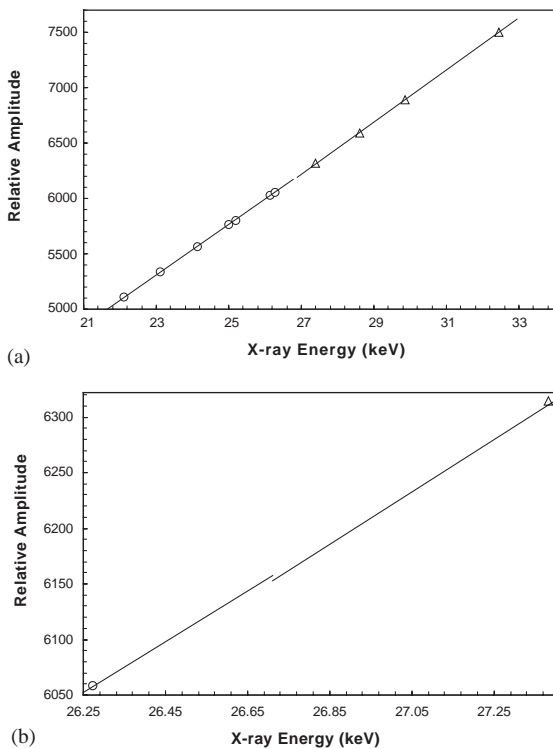 7500
7000
6500
6000
5500
5000
21 23 25 27 29 31 33
Relative Amplitude
X-ray Energy (keV)
(a)
6300
6250
6200
6150
6100
6050
26.25 26.45 26.65 26.85 27.05 27.25
Relative Amplitude
X-ray Energy (keV)
(b)